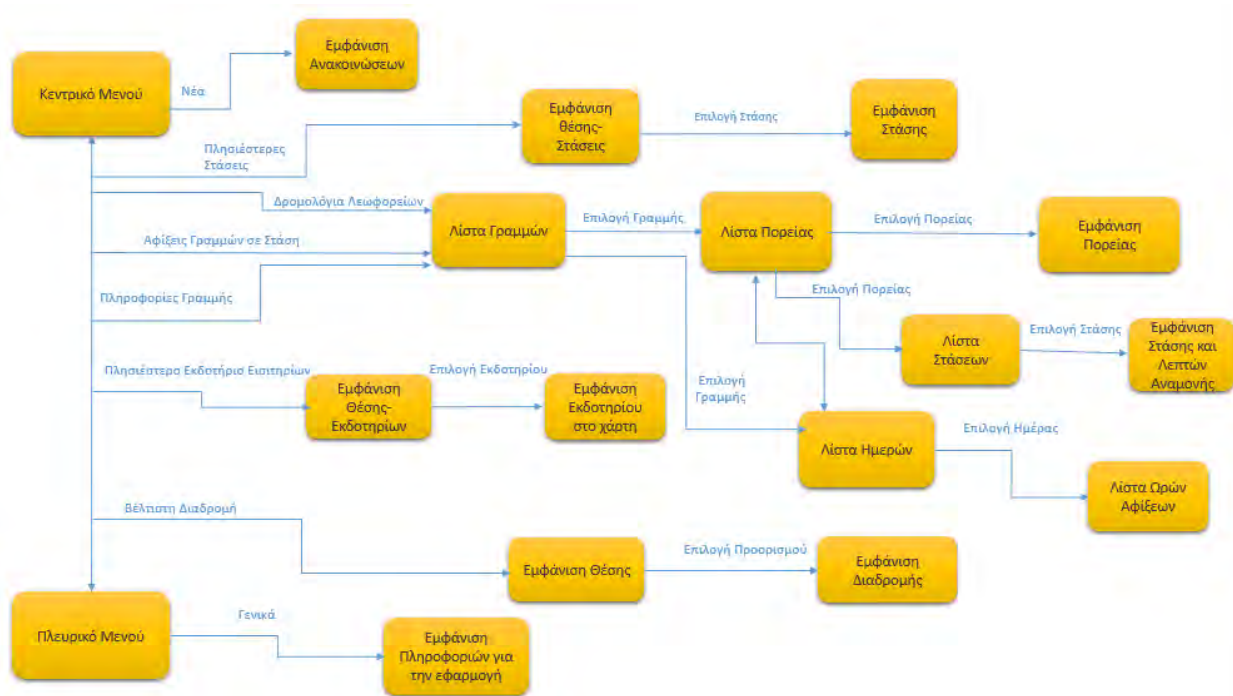 Εμφάνιση
Ανακοινώσεων
Κεντρικό Μενού
Νέα
Εμφάνιση
θέσης-
Στάσεις
Επιλογή Στάσης
Εμφάνιση
Στάσης
Πλησιέστερες
Στάσεις
Δρομολόγια Λεωφορείων
Λίστα Γραμμών
Επιλογή Γραμμής
Λίστα Πορείας
Επιλογή Πορείας
Εμφάνιση
Πορείας
Αφίξεις Γραμμών σε Στάση
Πληροφορίες Γραμμής
Επιλογή Πορείας
Λίστα
Στάσεων
Επιλογή Στάσης
Εμφάνιση
Στάσης και
Λεπτών
Αναμονής
Πλησιέστερα Εκδοτήρια Εισιτηρίων
Εμφάνιση
Θέσης-
Εκδοτηρίων
Επιλογή Εκδοτηρίου
Εμφάνιση
Εκδοτηρίου
στο χάρτη
Επιλογή
Γραμμής
Λίστα Ημερών
Επιλογή Ημέρας
Λίστα Ωρών
Αφίξεων
Βέλτιστη Διαδρομή
Εμφάνιση Θέσης
Επιλογή Προορισμού
Εμφάνιση
Διαδρομής
Πλευρικό Μενού
Γενικά
Εμφάνιση
Πληροφοριών για
την εφαρμογή